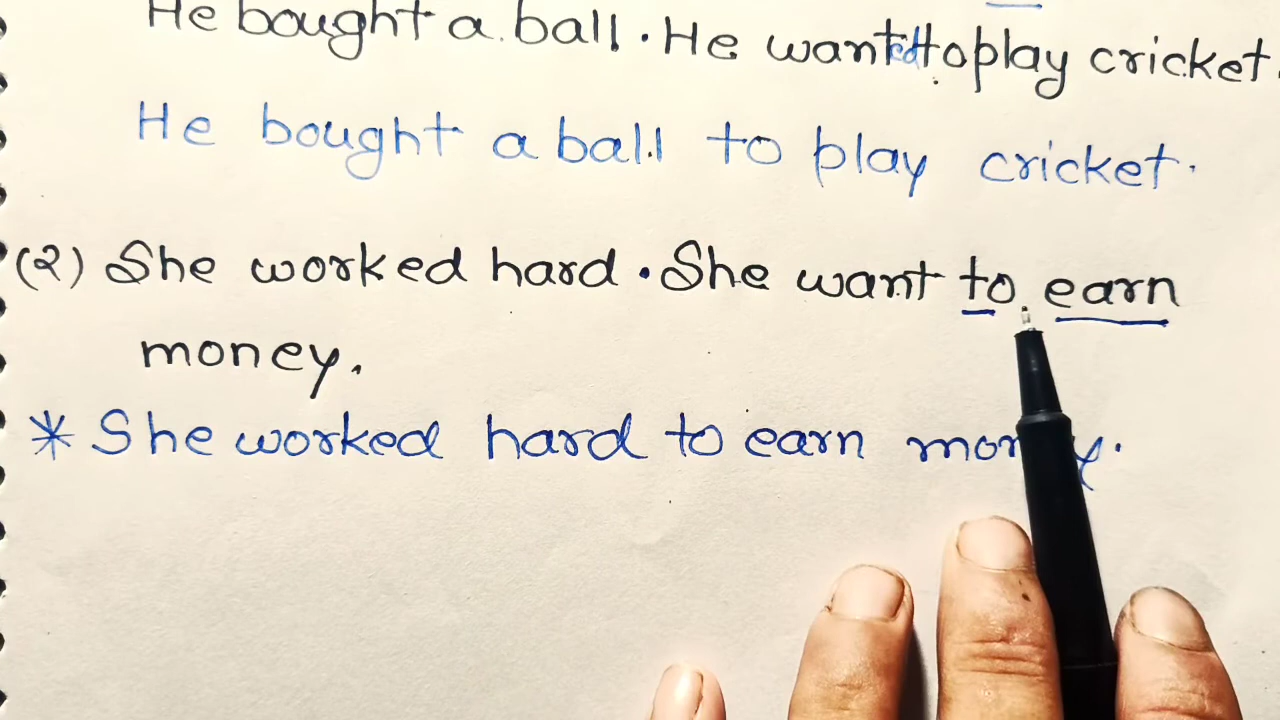 He bought a ball. He wanted to play cricket.
He bought a ball to play cricket.
(2) She worked hard. She want to earn
money.
* She worked hard to earn money.